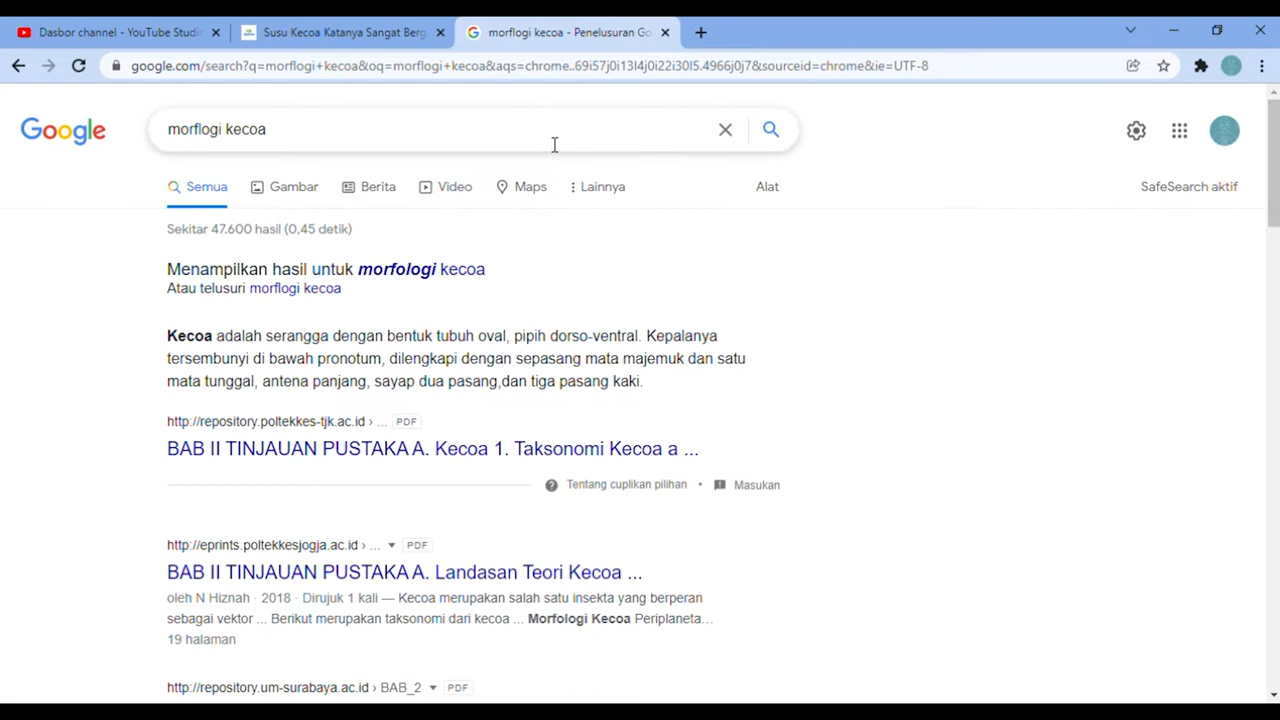 Dasbor channel - YouTube Studio
Susu Kecoa Katanya Sangat Berg
morflogi kecoa - Penelusuran Go
google.com/search?q=morflogi+kecoa&oq=morflogi+kecoa&aqs=chrome..69i57j0i13l4j0i22i30l5.4966j0j7&sourceid=chrome&ie=UTF-8
Google
morflogi kecoa
Semua Gambar Berita Video Maps Lainnya Alat SafeSearch aktif
Sekitar 47.600 hasil (0,45 detik)
Menampilkan hasil untuk morfologi kecoa
Atau telusuri morflogi kecoa
Kecoa adalah serangga dengan bentuk tubuh oval, pipih dorso-ventral. Kepalanya
tersembunyi di bawah pronotum, dilengkapi dengan sepasang mata majemuk dan satu
mata tunggal, antena panjang, sayap dua pasang,dan tiga pasang kaki.
http://repository.poltekkes-tjk.ac.id › ... PDF
BAB II TINJAUAN PUSTAKA A. Kecoa 1. Taksonomi Kecoa a ...
Tentang cuplikan pilihan • Masukan
http://eprints.poltekkesjogja.ac.id › ... PDF
BAB II TINJAUAN PUSTAKA A. Landasan Teori Kecoa ...
oleh N Hiznah · 2018 · Dirujuk 1 kali — Kecoa merupakan salah satu insekta yang berperan
sebagai vektor ... Berikut merupakan taksonomi dari kecoa ... Morfologi Kecoa Periplaneta...
19 halaman
http://repository.um-surabaya.ac.id › BAB_2 PDF